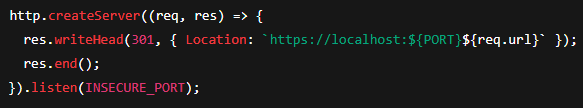 http.createServer((req, res) => {
  res.writeHead(301, { Location: `https://localhost:${PORT}${req.url}` });
  res.end();
}).listen(INSECURE_PORT);